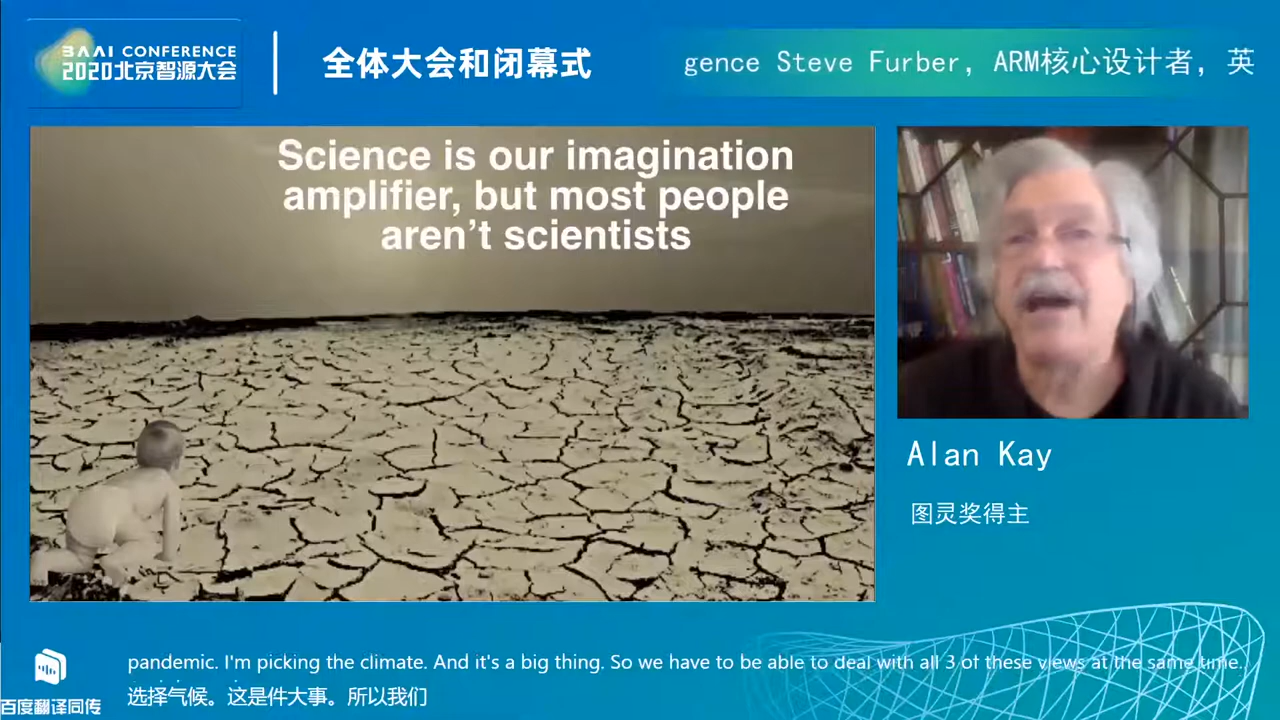 BAAI CONFERENCE
2020北京智源大会
全体大会和闭幕式
gence Steve Furber，ARM核心设计者，英
Science is our imagination
amplifier, but most people
aren't scientists
Alan Kay
图灵奖得主
pandemic. I'm picking the climate. And it's a big thing. So we have to be able to deal with all 3 of these views at the same time.
选择气候。这是件大事。所以我们
百度翻译同传